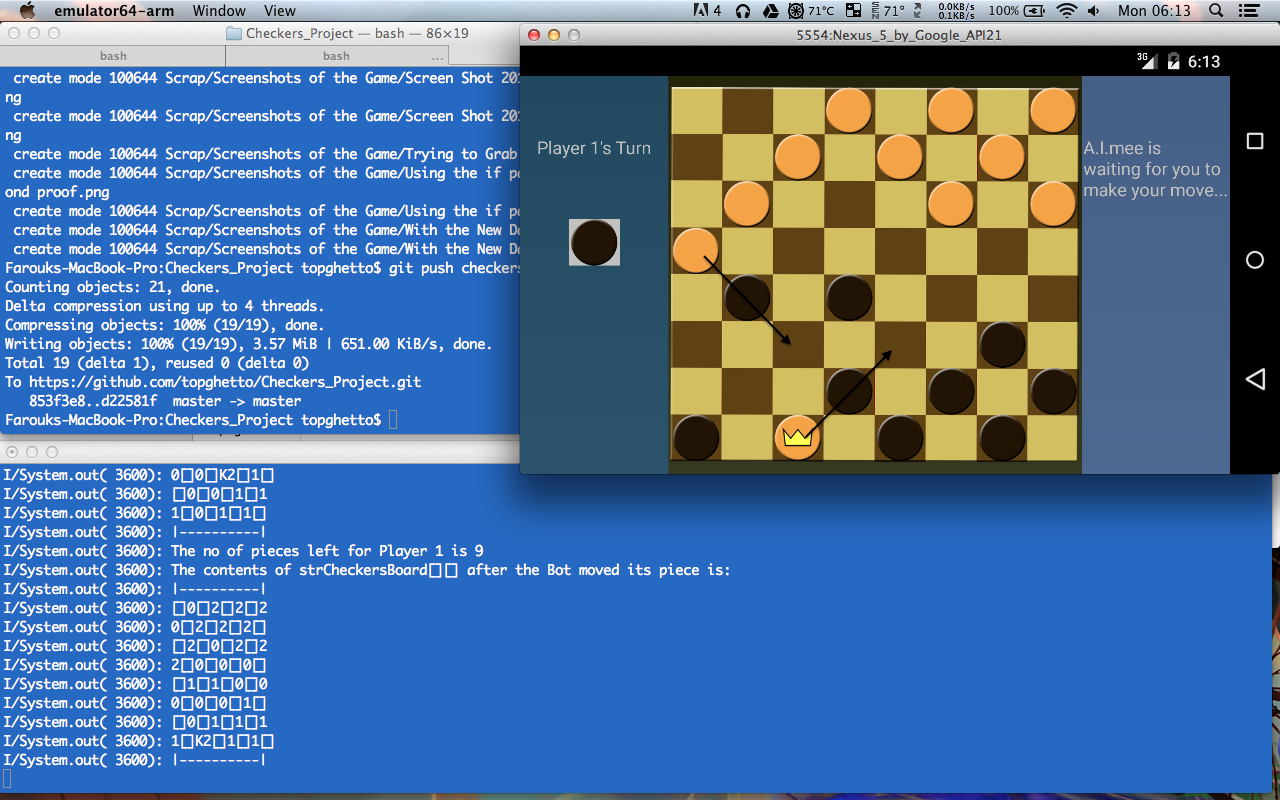 emulator64-arm Window View
4 71°C SEN 71° 0.0KB/s 0.1KB/s 100% Mon 06:13
Checkers_Project — bash — 86×19
bash bash ...
create mode 100644 Scrap/Screenshots of the Game/Screen Shot 201
ng
create mode 100644 Scrap/Screenshots of the Game/Screen Shot 201
ng
create mode 100644 Scrap/Screenshots of the Game/Trying to Grab
create mode 100644 Scrap/Screenshots of the Game/Using the if
ond proof.png
create mode 100644 Scrap/Screenshots of the Game/Using the if
create mode 100644 Scrap/Screenshots of the Game/With the New
create mode 100644 Scrap/Screenshots of the Game/With the New
Farouks-MacBook-Pro:Checkers_Project topghetto$ git push checkers
Counting objects: 21, done.
Delta compression using up to 4 threads.
Compressing objects: 100% (19/19), done.
Writing objects: 100% (19/19), 3.57 MiB | 651.00 KiB/s, done.
Total 19 (delta 1), reused 0 (delta 0)
To https://github.com/topghetto/Checkers_Project.git
853f3e8..d22581f master -> master
Farouks-MacBook-Pro:Checkers_Project topghetto$
5554:Nexus_5_by_Google_API21
3G 6:13
Player 1's Turn
A.I.mee is
waiting for you to
make your move...
I/System.out( 3600): 0▯0▯K2▯1▯
I/System.out( 3600): ▯0▯0▯1▯1
I/System.out( 3600): 1▯0▯1▯1▯
I/System.out( 3600): |----------|
I/System.out( 3600): The no of pieces left for Player 1 is 9
I/System.out( 3600): The contents of strCheckersBoard▯▯ after the Bot moved its piece is:
I/System.out( 3600): |----------|
I/System.out( 3600): ▯0▯2▯2▯2
I/System.out( 3600): 0▯2▯2▯2▯
I/System.out( 3600): ▯2▯0▯2▯2
I/System.out( 3600): 2▯0▯0▯0▯
I/System.out( 3600): ▯1▯1▯0▯0
I/System.out( 3600): 0▯0▯0▯1▯
I/System.out( 3600): ▯0▯1▯1▯1
I/System.out( 3600): 1▯K2▯1▯1▯
I/System.out( 3600): |----------|